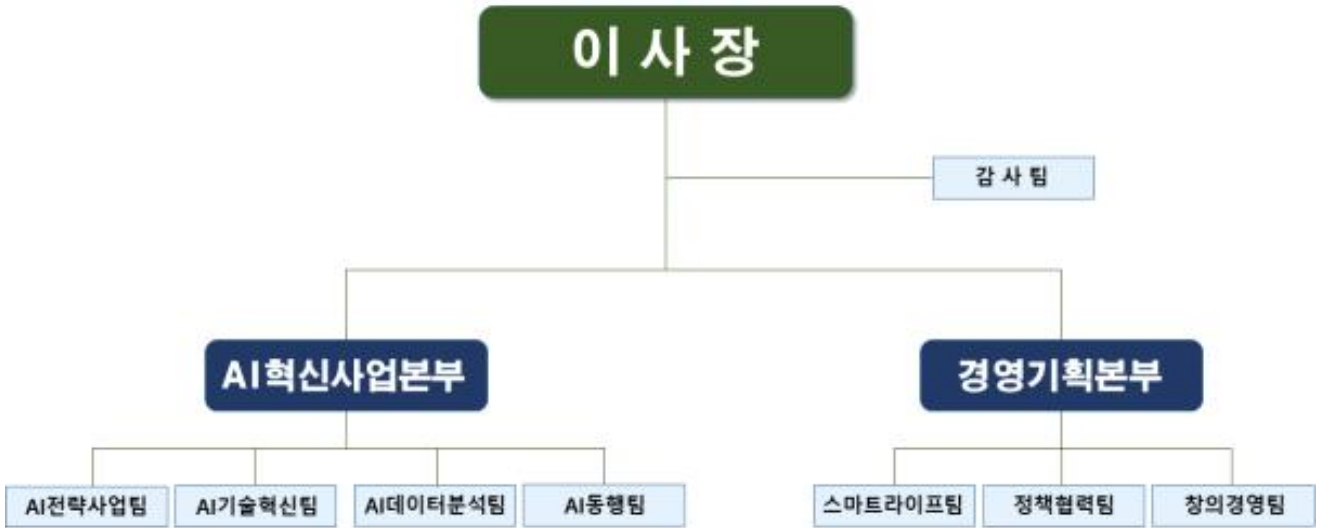 이 사 장
감 사 팀
AI혁신사업본부
경영기획본부
AI전략사업팀
AI기술혁신팀
AI데이터분석팀
AI동행팀
스마트라이프팀
정책협력팀
창의경영팀